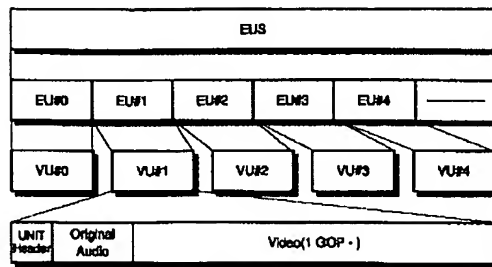 EUS
EU#0 EU#1 EU#2 EU#3 EU#4
VU#0 VU#1 VU#2 VU#3 VU#4
UNIT Header Original Audio Video(1 GOP - )